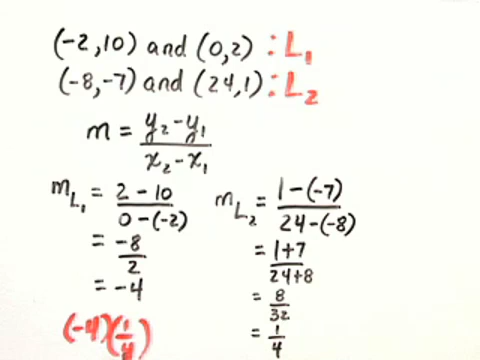 (-2,10) and (0,2) : L₁
(-8,-7) and (24,1) : L₂
m = (y₂-y₁)/(x₂-x₁)
m_L₁ = (2-10)/(0-(-2))
= -8/2
= -4
(-4)(1/4)
m_L₂ = (1-(-7))/(24-(-8))
= (1+7)/(24+8)
= 8/32
= 1/4